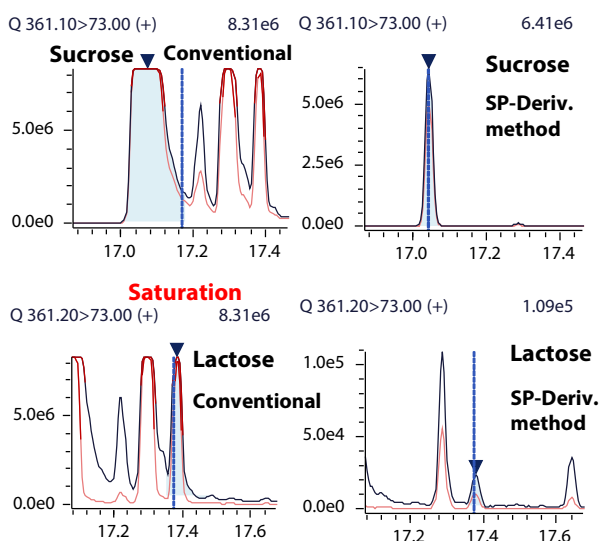 Q 361.10>73.00 (+) 8.31e6
Sucrose Conventional
5.0e6
0.0e0
17.0 17.2 17.4
Q 361.10>73.00 (+) 6.41e6
Sucrose
SP-Deriv.
method
5.0e6
2.5e6
0.0e0
17.0 17.2 17.4
Saturation
Q 361.20>73.00 (+) 8.31e6
Lactose
Conventional
5.0e6
0.0e0
17.2 17.4 17.6
Q 361.20>73.00 (+) 1.09e5
Lactose
SP-Deriv.
method
1.0e5
5.0e4
0.0e0
17.2 17.4 17.6